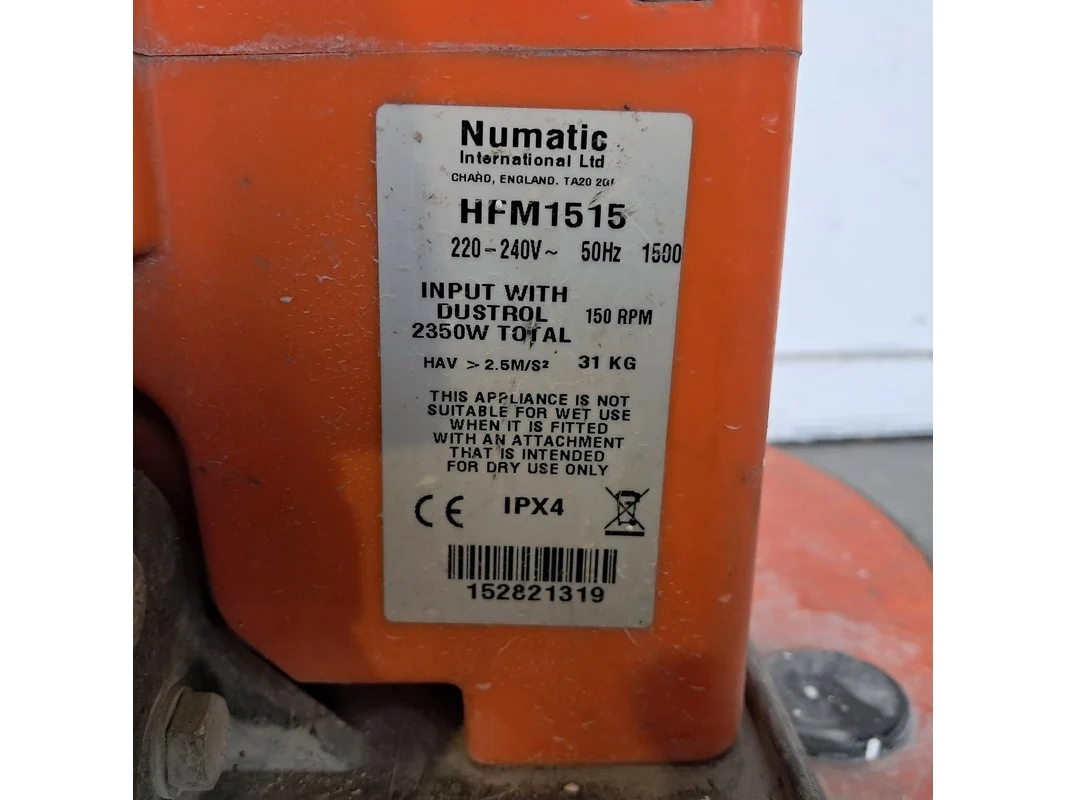 Numatic
International Ltd
CHARD, ENGLAND. TA20
HFM1515
220-240V~ 50Hz 1500
INPUT WITH
DUSTROL 150 RPM
2350W TOTAL
HAV > 2.5M/S² 31 KG
THIS APPLIANCE IS NOT
SUITABLE FOR WET USE
WHEN IT IS FITTED
WITH AN ATTACHMENT
THAT IS INTENDED
FOR DRY USE ONLY
CE IPX4
152821319